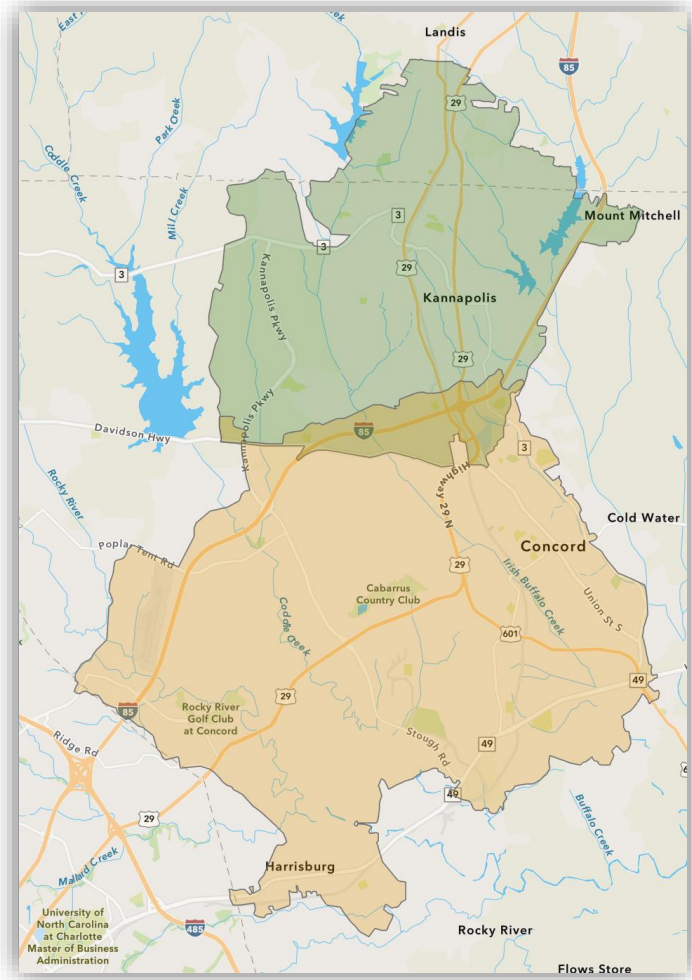 Landis
East
ek
85
29
Park Creek
Coddle Creek
Mill Creek
3
Mount Mitchell
3
3
29
Kannapolis Pkwy
Kannapolis
29
Kannapolis Pkwy
85
Davidson Hwy
3
Highway 29 N
Rocky River
Cold Water
Concord
Poplar Tent Rd
29
Irish Buffalo Creek
Cabarrus
Country Club
Union St S
Coddle Creek
601
49
29
85
Rocky River
Golf Club
at Concord
Ridge Rd
Stough Rd
49
49
29
Buffalo Creek
Mallard Creek
Harrisburg
University of
North Carolina
at Charlotte
Master of Business
Administration
485
Rocky River
Flows Store